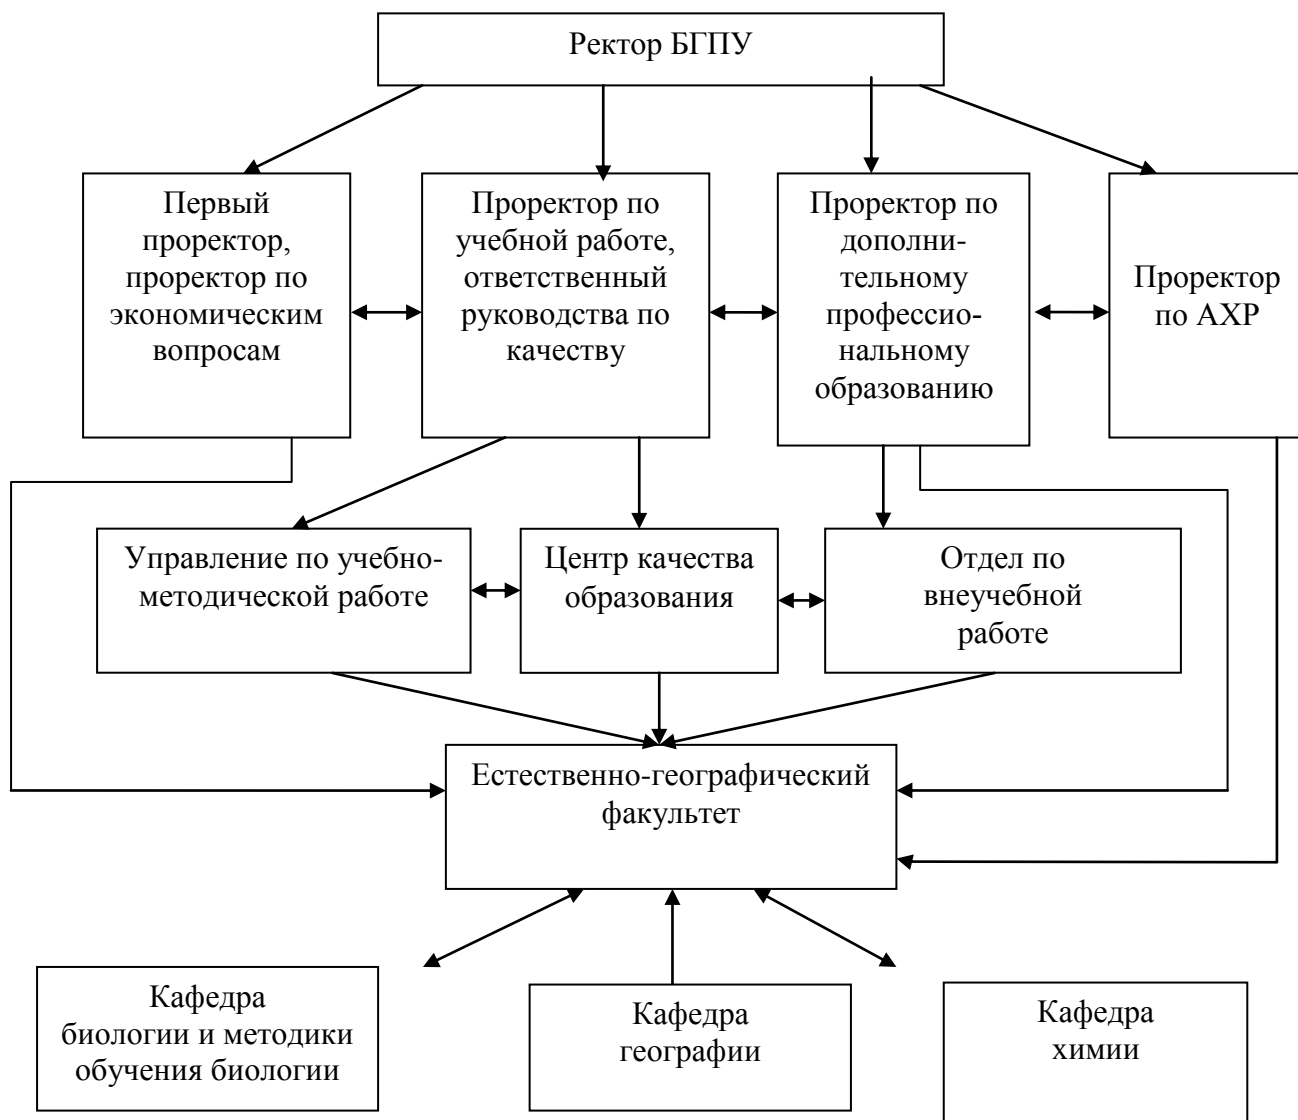 Ректор БГПУ
Первый
проректор,
проректор по
экономическим
вопросам
Проректор по
учебной работе,
ответственный
руководства по
качеству
Проректор по
дополни-
тельному
профессио-
нальному
образованию
Проректор
по АХР
Управление по учебно-
методической работе
Центр качества
образования
Отдел по
внеучебной
работе
Естественно-географический
факультет
Кафедра
биологии и методики
обучения биологии
Кафедра
географии
Кафедра
химии